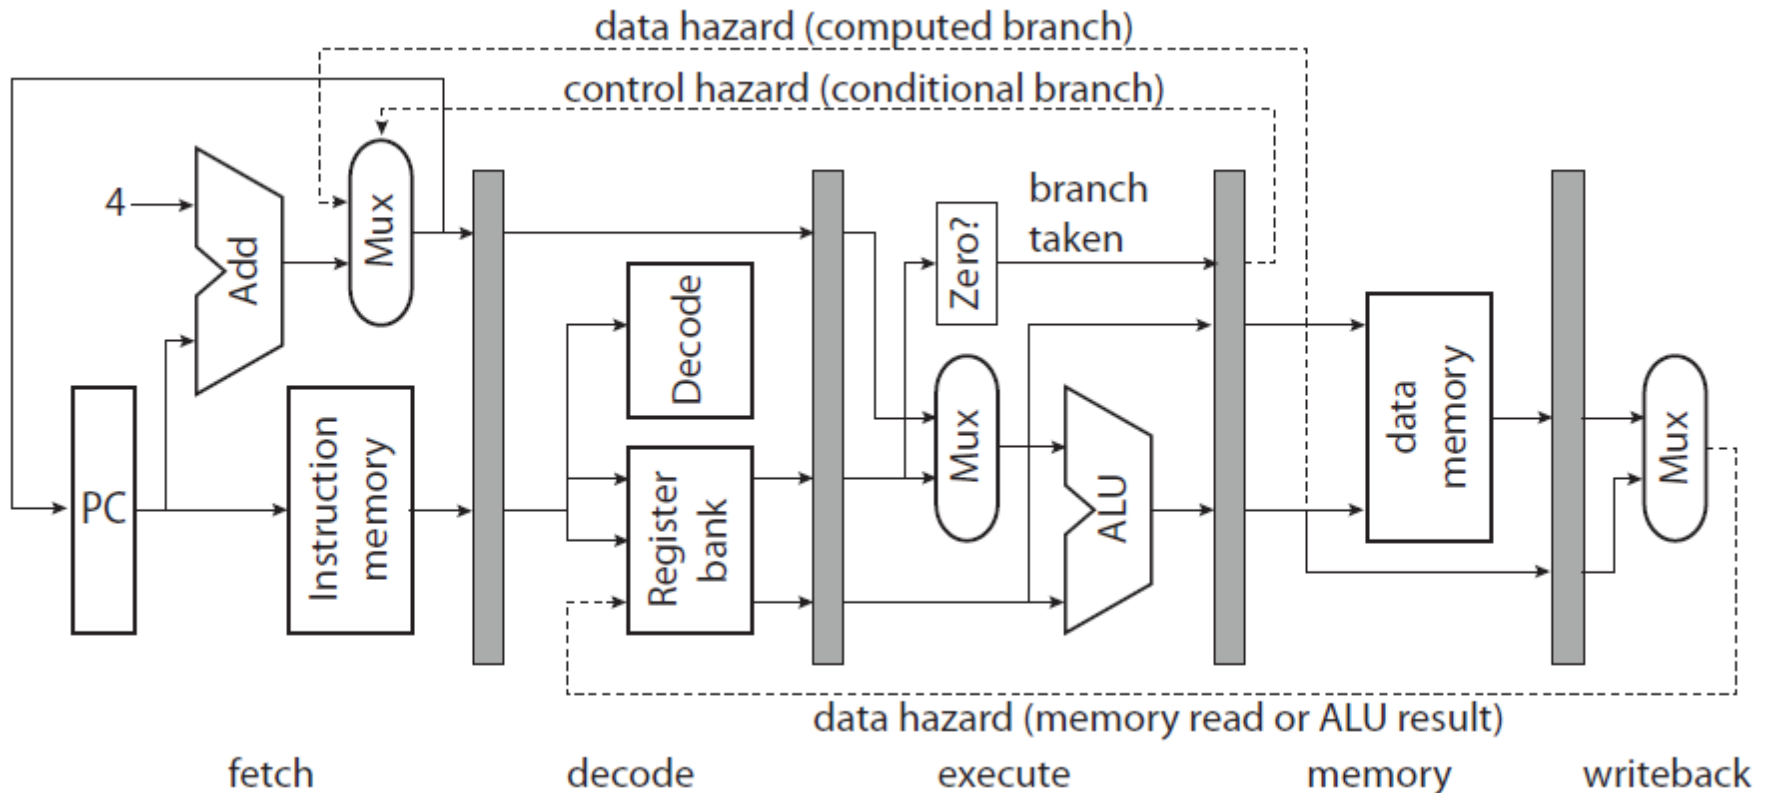 data hazard (computed branch)
control hazard (conditional branch)
4
Add
Mux
branch
taken
Zero?
Decode
PC
Instruction
memory
Register
bank
Mux
ALU
data
memory
Mux
data hazard (memory read or ALU result)
fetch
decode
execute
memory
writeback